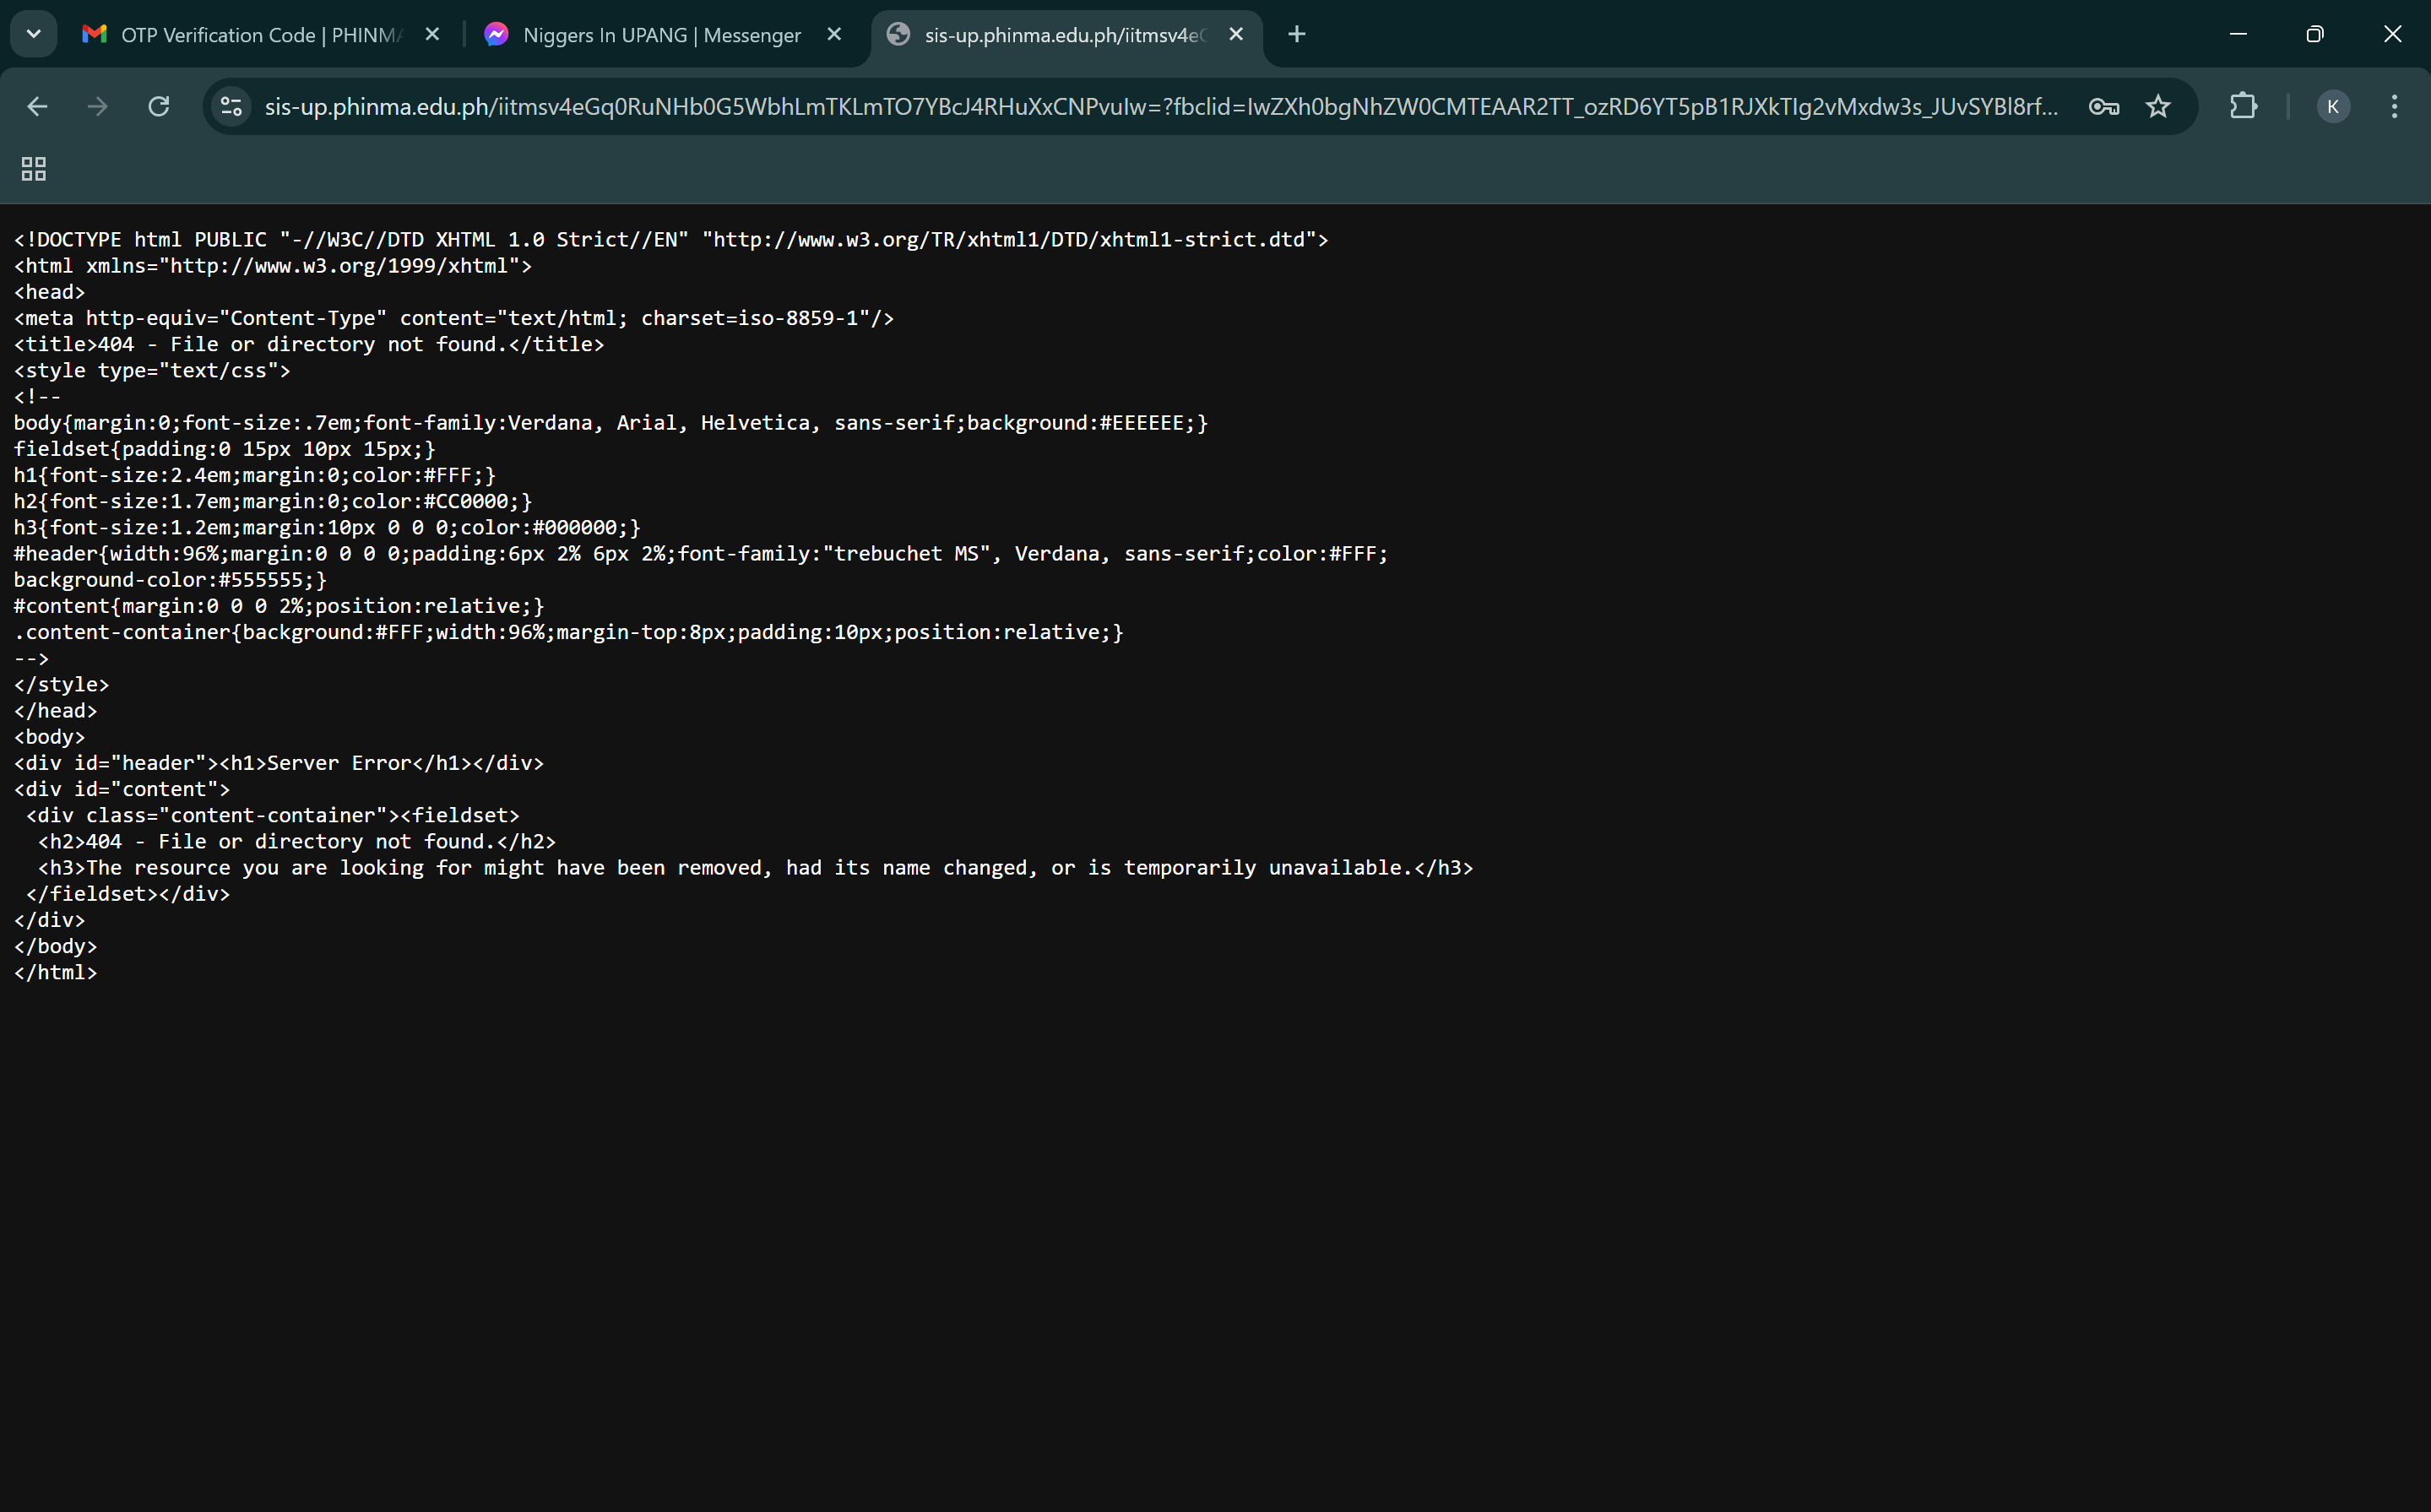 OTP Verification Code | PHINMA
Niggers In UPANG | Messenger
sis-up.phinma.edu.ph/iitmsv4e
sis-up.phinma.edu.ph/iitmsv4eGq0RuNHb0G5WbhLmTKLmTO7YBcJ4RHuXxCNPvuIw=?fbclid=IwZXh0bgNhZW0CMTEAAR2TT_ozRD6YT5pB1RJXkTIg2vMxdw3s_JUvSYBl8rf...
K
<!DOCTYPE html PUBLIC "-//W3C//DTD XHTML 1.0 Strict//EN" "http://www.w3.org/TR/xhtml1/DTD/xhtml1-strict.dtd">
<html xmlns="http://www.w3.org/1999/xhtml">
<head>
<meta http-equiv="Content-Type" content="text/html; charset=iso-8859-1"/>
<title>404 - File or directory not found.</title>
<style type="text/css">
<!--
body{margin:0;font-size:.7em;font-family:Verdana, Arial, Helvetica, sans-serif;background:#EEEEEE;}
fieldset{padding:0 15px 10px 15px;}
h1{font-size:2.4em;margin:0;color:#FFF;}
h2{font-size:1.7em;margin:0;color:#CC0000;}
h3{font-size:1.2em;margin:10px 0 0 0;color:#000000;}
#header{width:96%;margin:0 0 0 0;padding:6px 2% 6px 2%;font-family:"trebuchet MS", Verdana, sans-serif;color:#FFF;
background-color:#555555;}
#content{margin:0 0 0 2%;position:relative;}
.content-container{background:#FFF;width:96%;margin-top:8px;padding:10px;position:relative;}
-->
</style>
</head>
<body>
<div id="header"><h1>Server Error</h1></div>
<div id="content">
<div class="content-container"><fieldset>
<h2>404 - File or directory not found.</h2>
<h3>The resource you are looking for might have been removed, had its name changed, or is temporarily unavailable.</h3>
</fieldset></div>
</div>
</body>
</html>